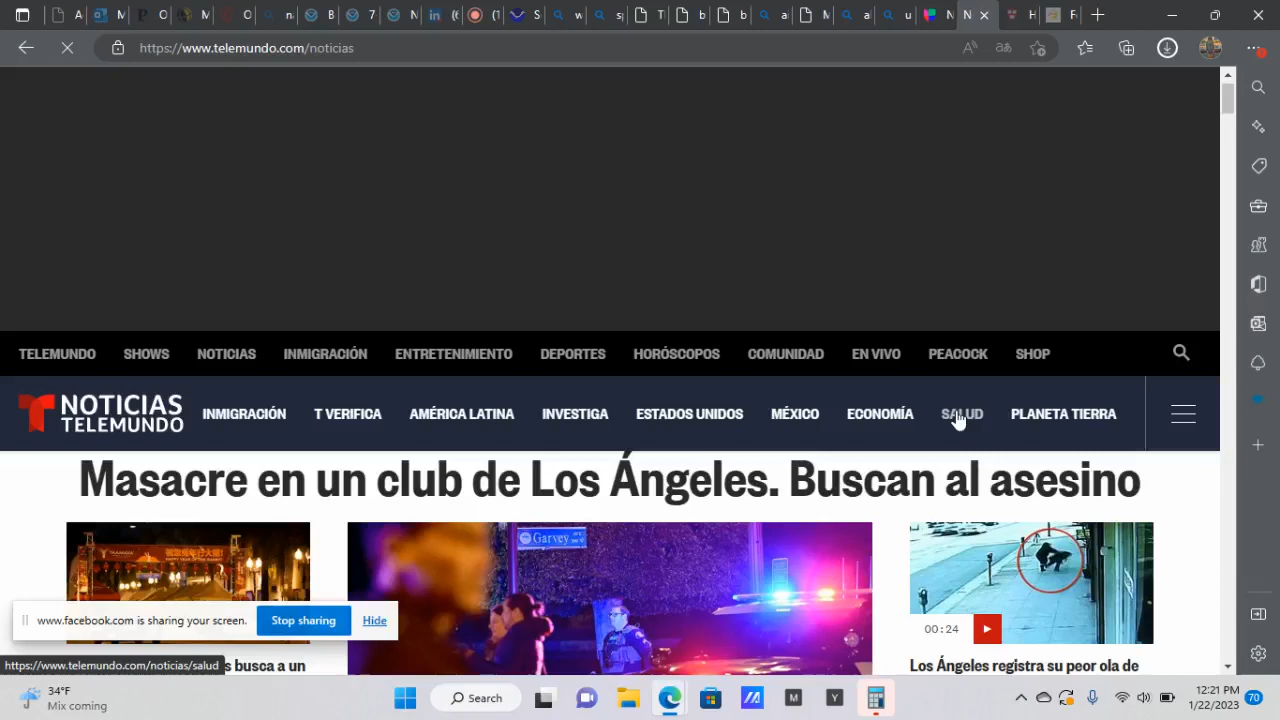 https://www.telemundo.com/noticias
TELEMUNDO SHOWS NOTICIAS INMIGRACIÓN ENTRETENIMIENTO DEPORTES HORÓSCOPOS COMUNIDAD EN VIVO PEACOCK SHOP
NOTICIAS
TELEMUNDO
INMIGRACIÓN T VERIFICA AMÉRICA LATINA INVESTIGA ESTADOS UNIDOS MÉXICO ECONOMÍA SALUD PLANETA TIERRA
Masacre en un club de Los Ángeles. Buscan al asesino
Garvey
00:24
www.facebook.com is sharing your screen. Stop sharing Hide
https://www.telemundo.com/noticias/salud
s busca a un
Los Ángeles registra su peor ola de
34°F
Mix coming
Search
M
Y
12:21 PM
1/22/2023
70